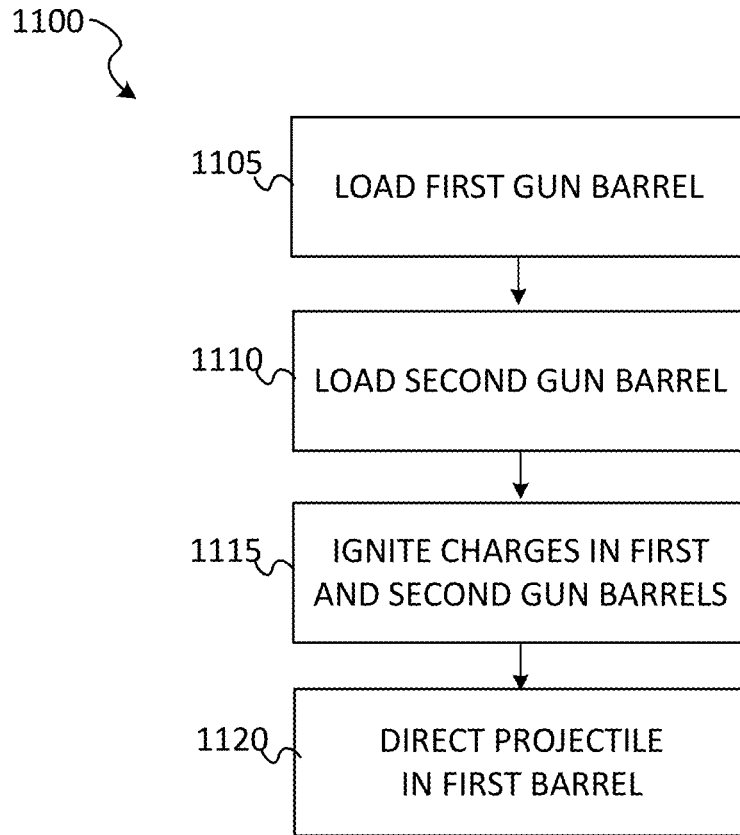 1100
1105
LOAD FIRST GUN BARREL
1110
LOAD SECOND GUN BARREL
1115
IGNITE CHARGES IN FIRST
AND SECOND GUN BARRELS
1120
DIRECT PROJECTILE
IN FIRST BARREL